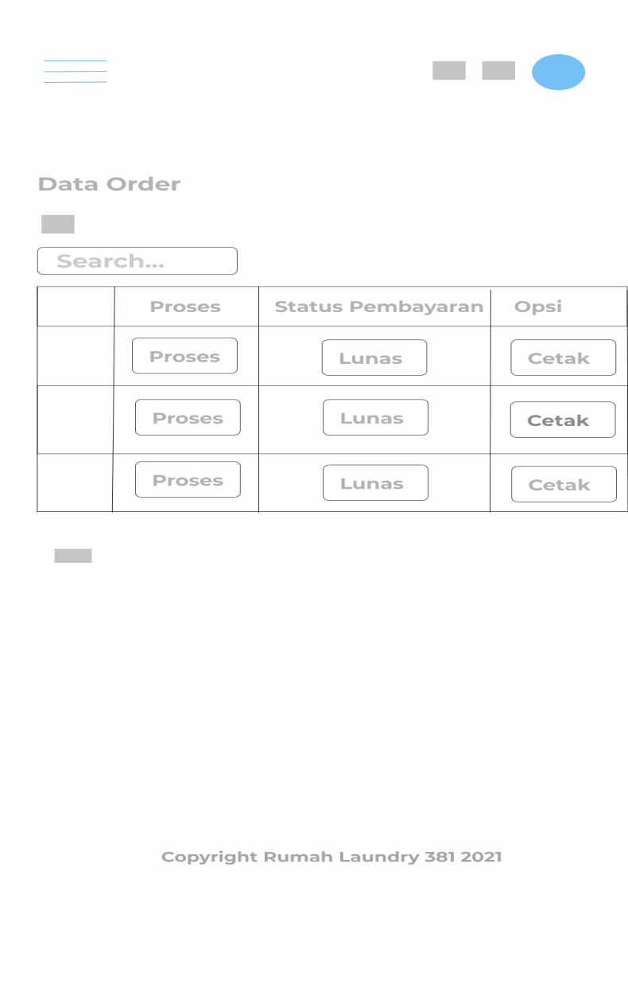 Data Order
Search...
Proses Status Pembayaran Opsi
Proses Lunas Cetak
Proses Lunas Cetak
Proses Lunas Cetak
Copyright Rumah Laundry 381 2021